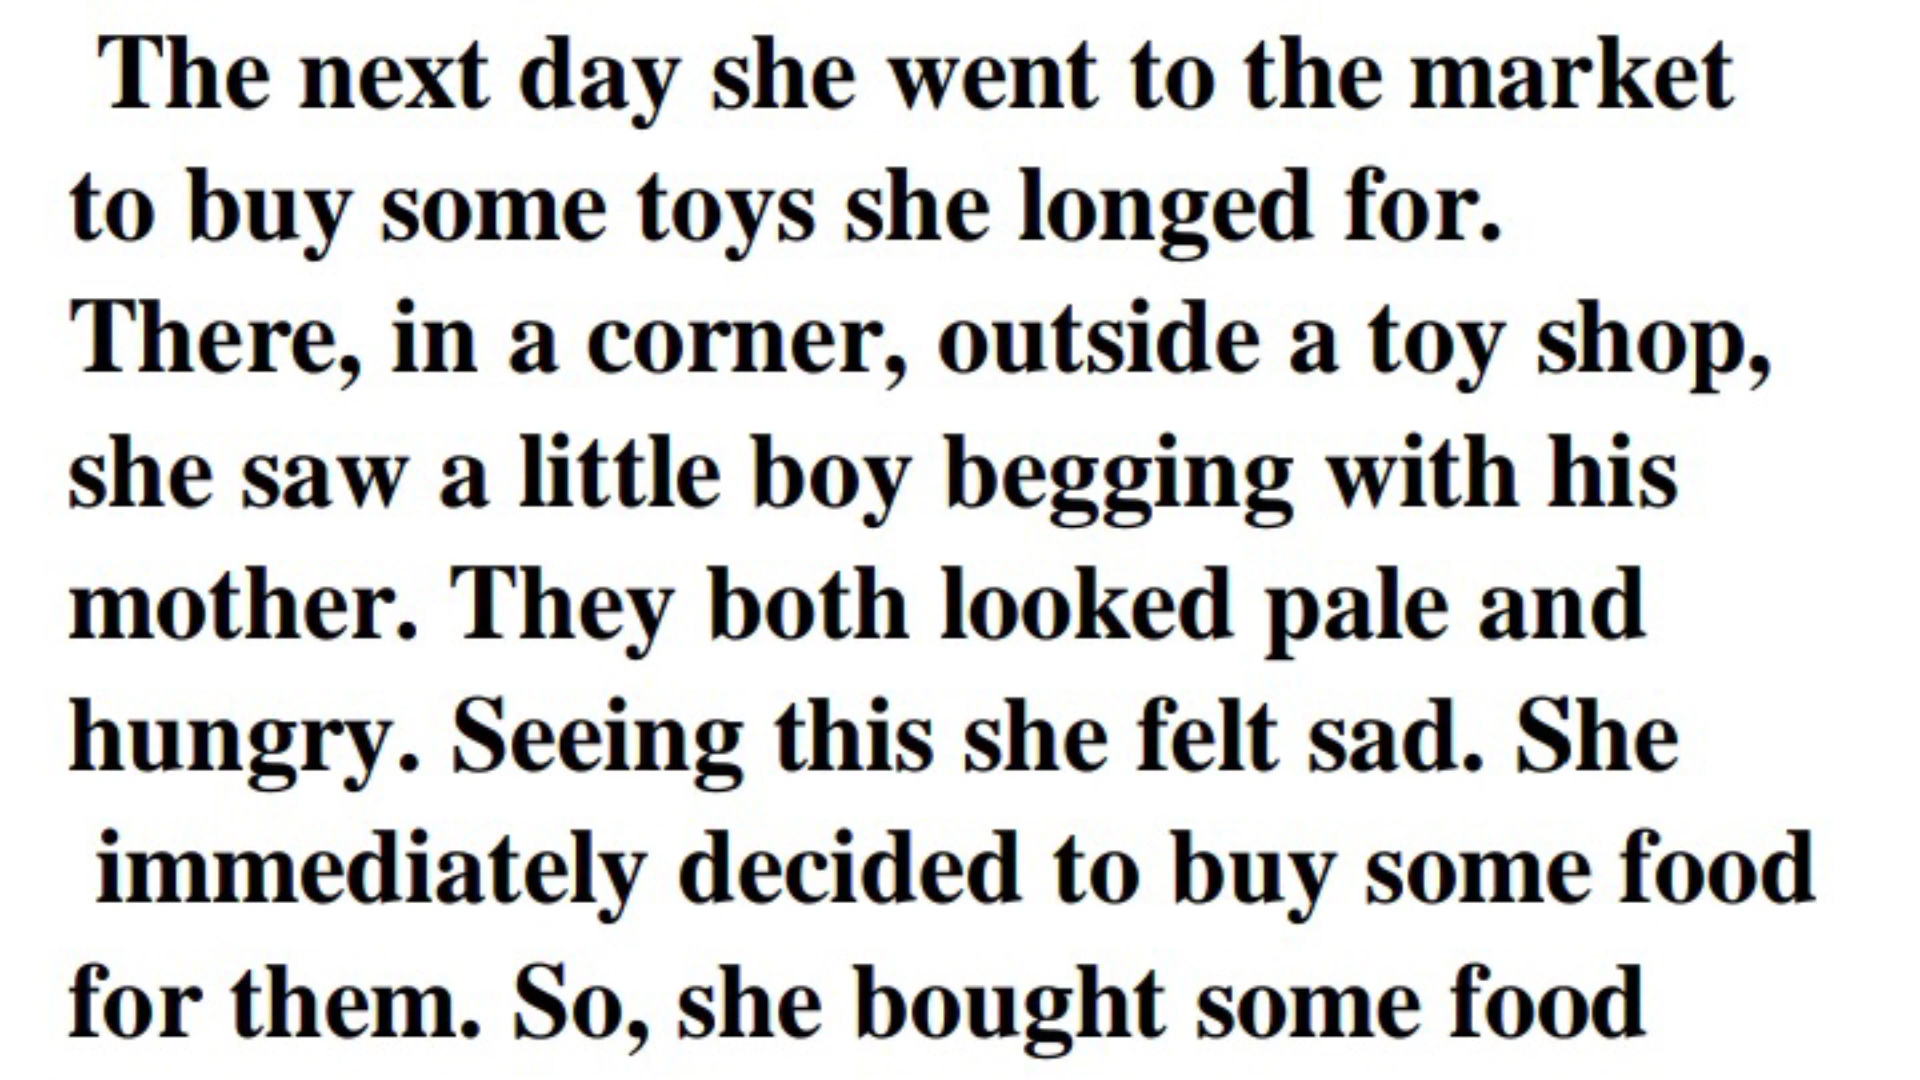 The next day she went to the market
to buy some toys she longed for.
There, in a corner, outside a toy shop,
she saw a little boy begging with his
mother. They both looked pale and
hungry. Seeing this she felt sad. She
immediately decided to buy some food
for them. So, she bought some food